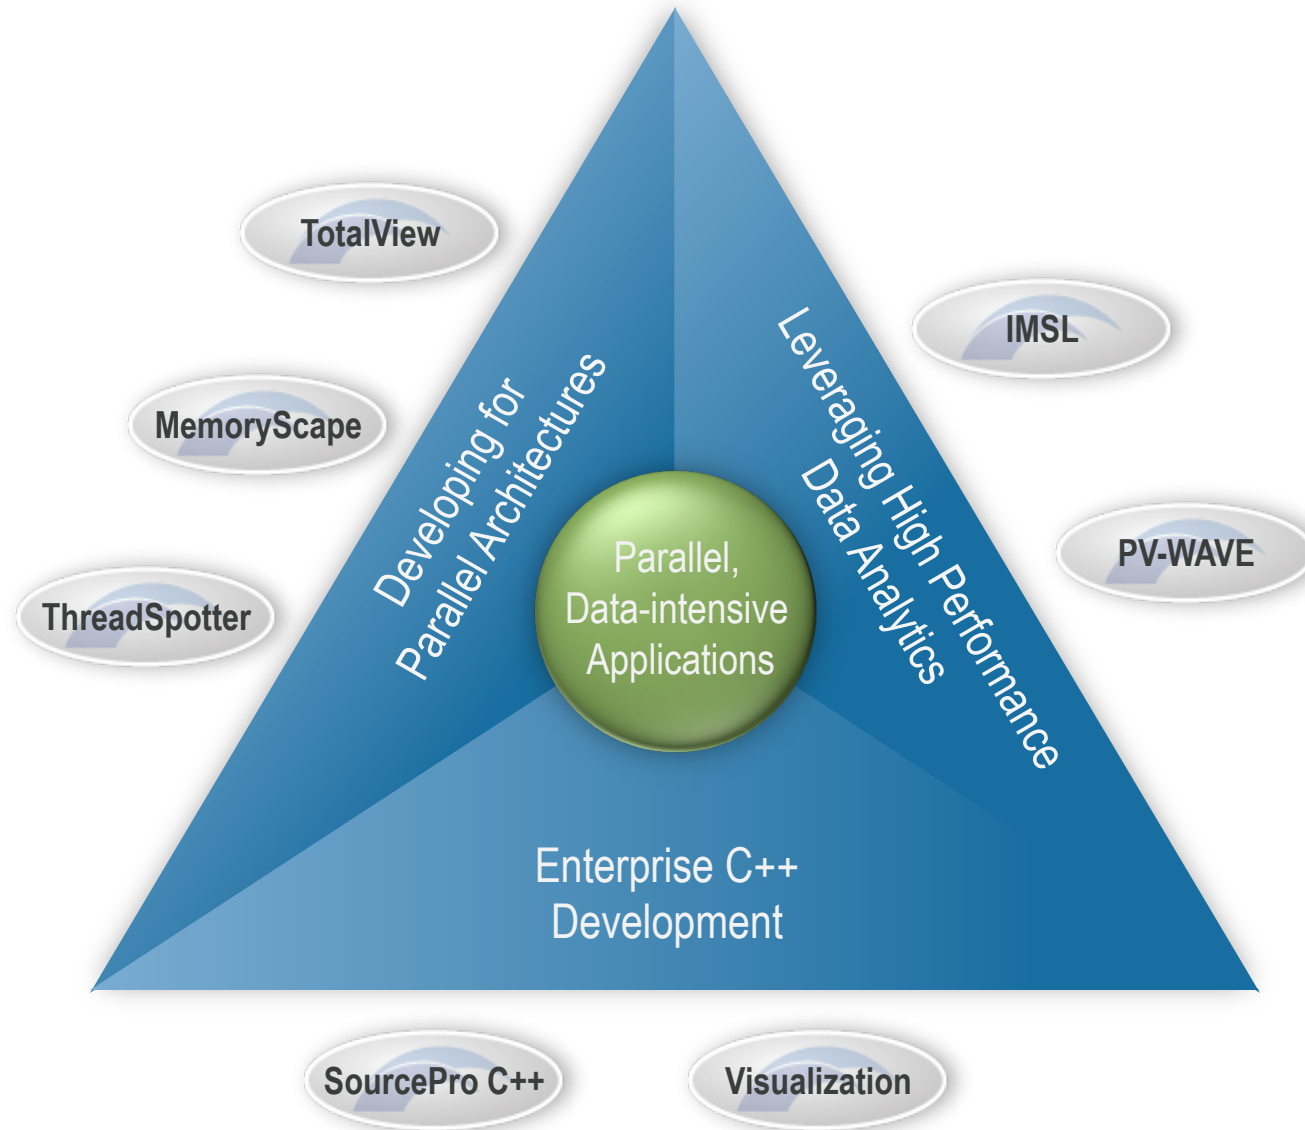 TotalView
IMSL
MemoryScape
Developing for
Parallel Architectures
Leveraging High Performance
Data Analytics
PV-WAVE
ThreadSpotter
Parallel,
Data-intensive
Applications
Enterprise C++
Development
SourcePro C++
Visualization